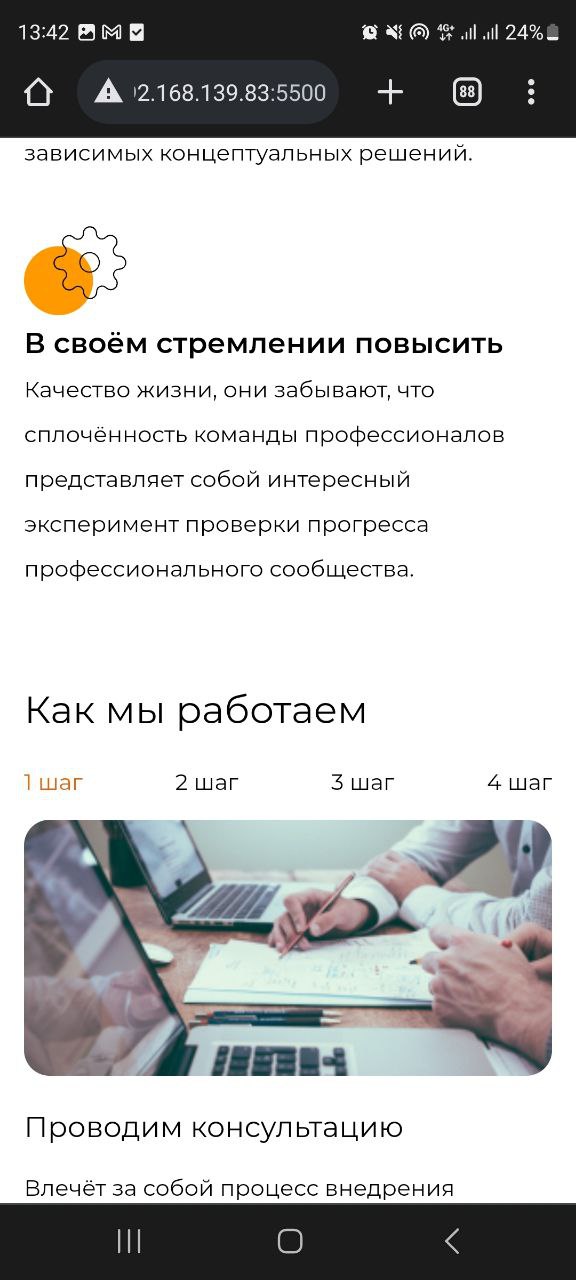 13:42
4G+
24%
2.168.139.83:5500
88
зависимых концептуальных решений.
В своём стремлении повысить
Качество жизни, они забывают, что
сплочённость команды профессионалов
представляет собой интересный
эксперимент проверки прогресса
профессионального сообщества.
Как мы работаем
1 шаг
2 шаг
3 шаг
4 шаг
Проводим консультацию
Влечёт за собой процесс внедрения